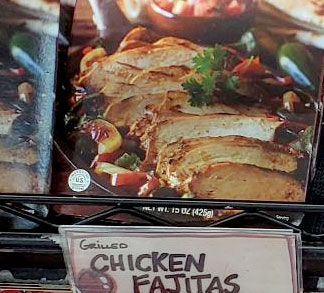 U.S.
NET WT. 15 OZ (425g)
GRILLED
CHICKEN
FAJITAS